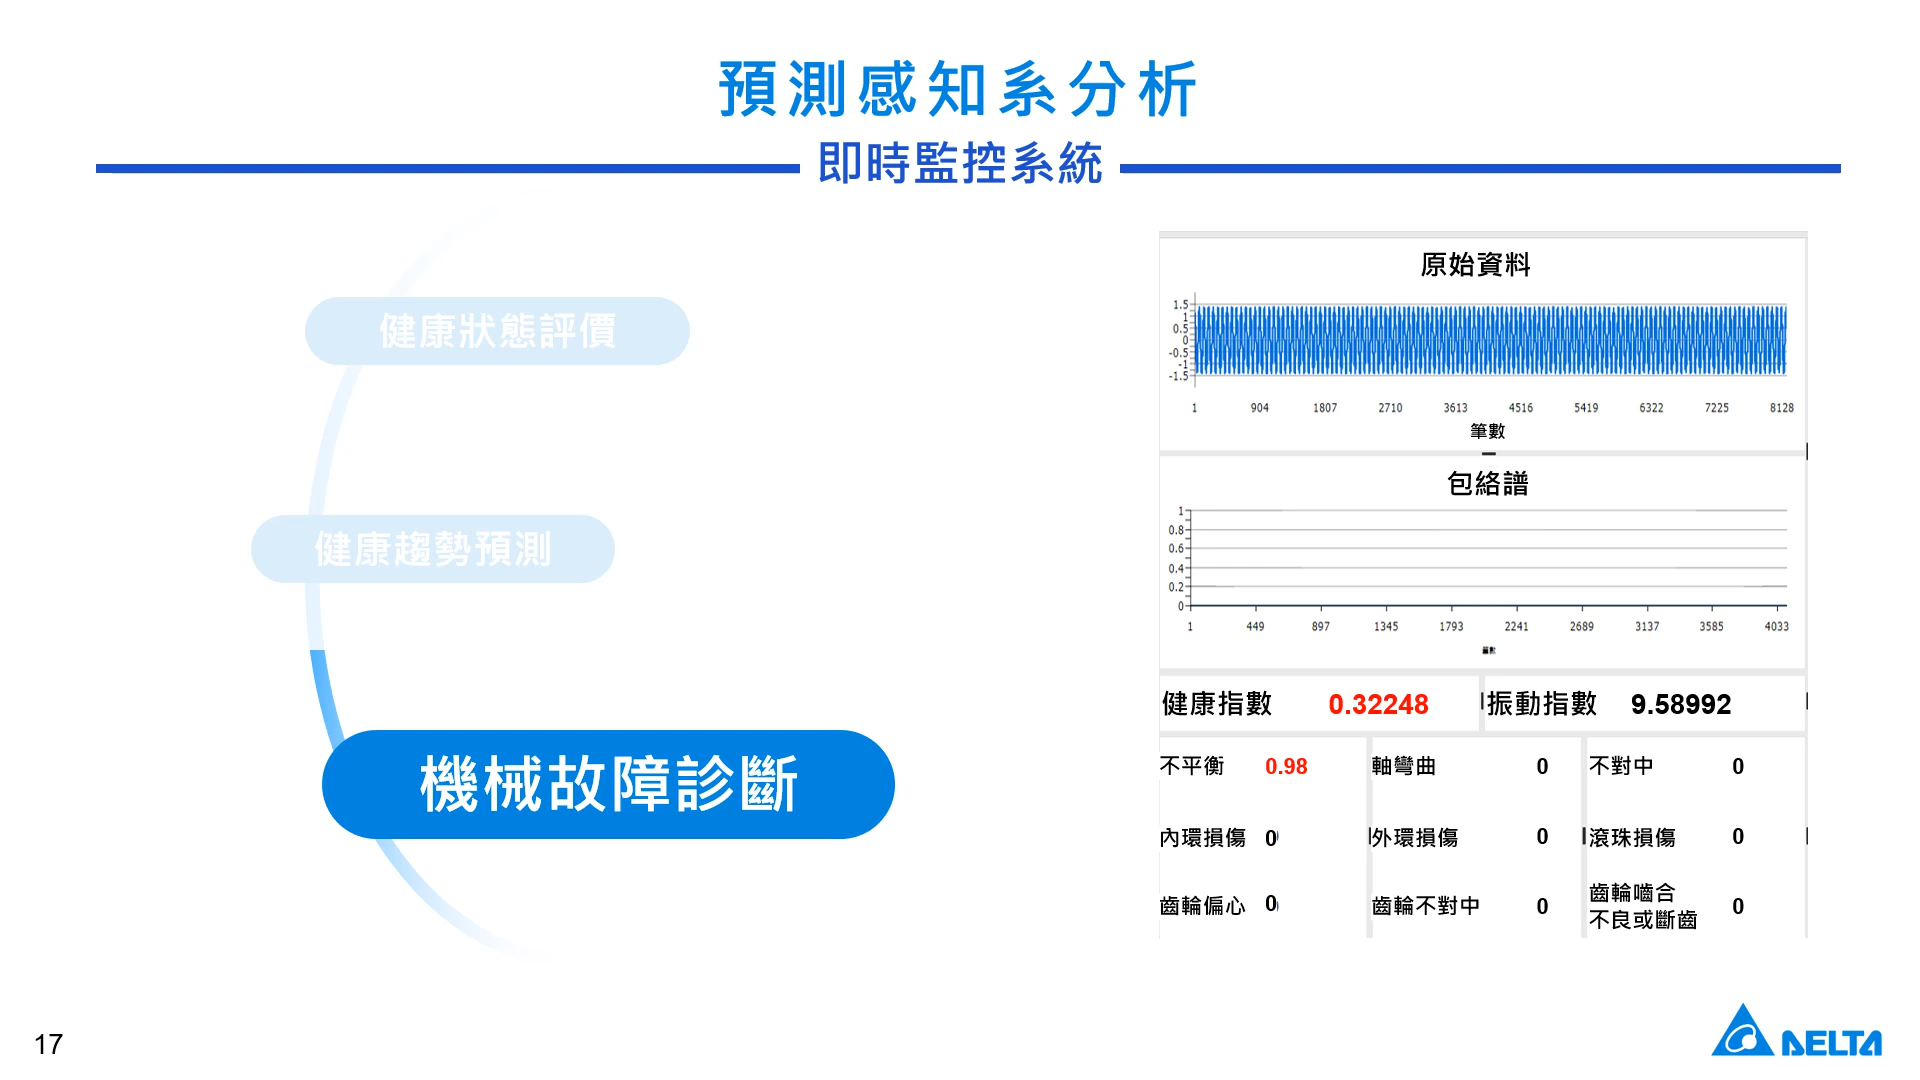 預測感知系分析
即時監控系統
健康狀態評價
健康趨勢預測
機械故障診斷
原始資料
1.5
1
0.5
0
-0.5
-1
-1.5
1 904 1807 2710 3613 4516 5419 6322 7225 8128
筆數
包絡譜
1
0.8
0.6
0.4
0.2
0
1 449 897 1345 1793 2241 2689 3137 3585 4033
健康指數 0.32248 振動指數 9.58992
不平衡 0.98 軸彎曲 0 不對中 0
內環損傷 0 外環損傷 0 滾珠損傷 0
齒輪偏心 0 齒輪不對中 0 齒輪嚙合
不良或斷齒 0
17
DELTA